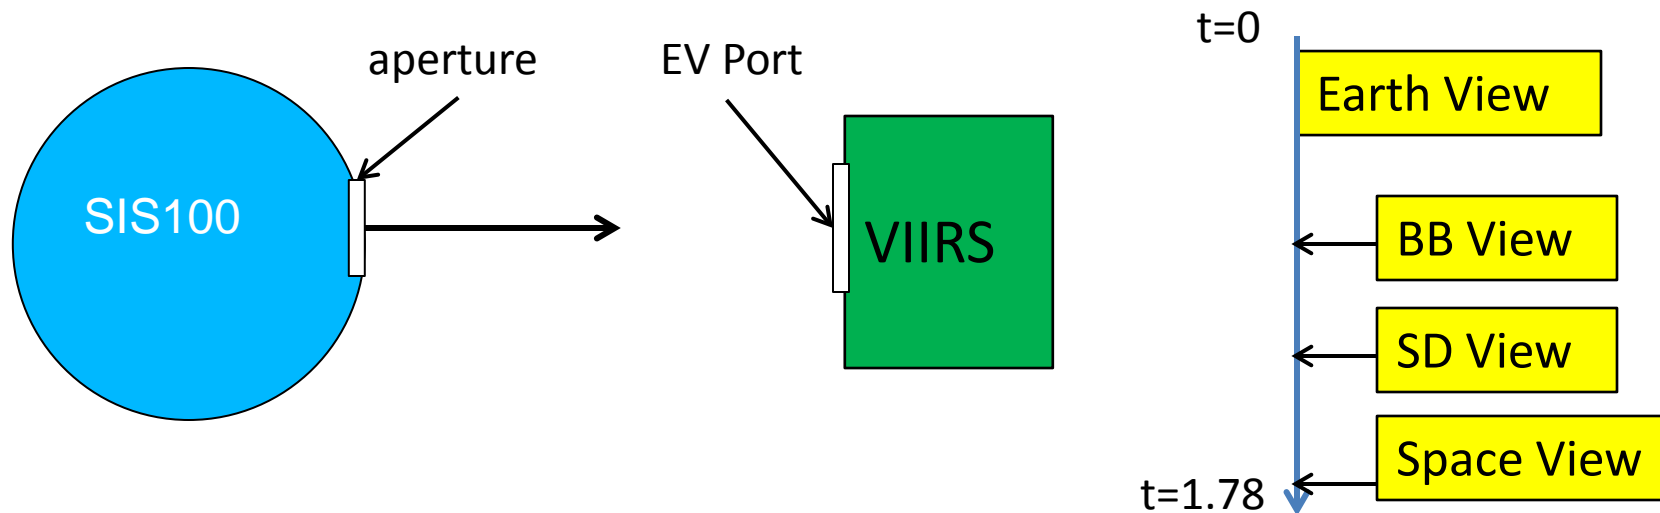 aperture
EV Port
SIS100
VIIRS
t=0
Earth View
BB View
SD View
Space View
t=1.78